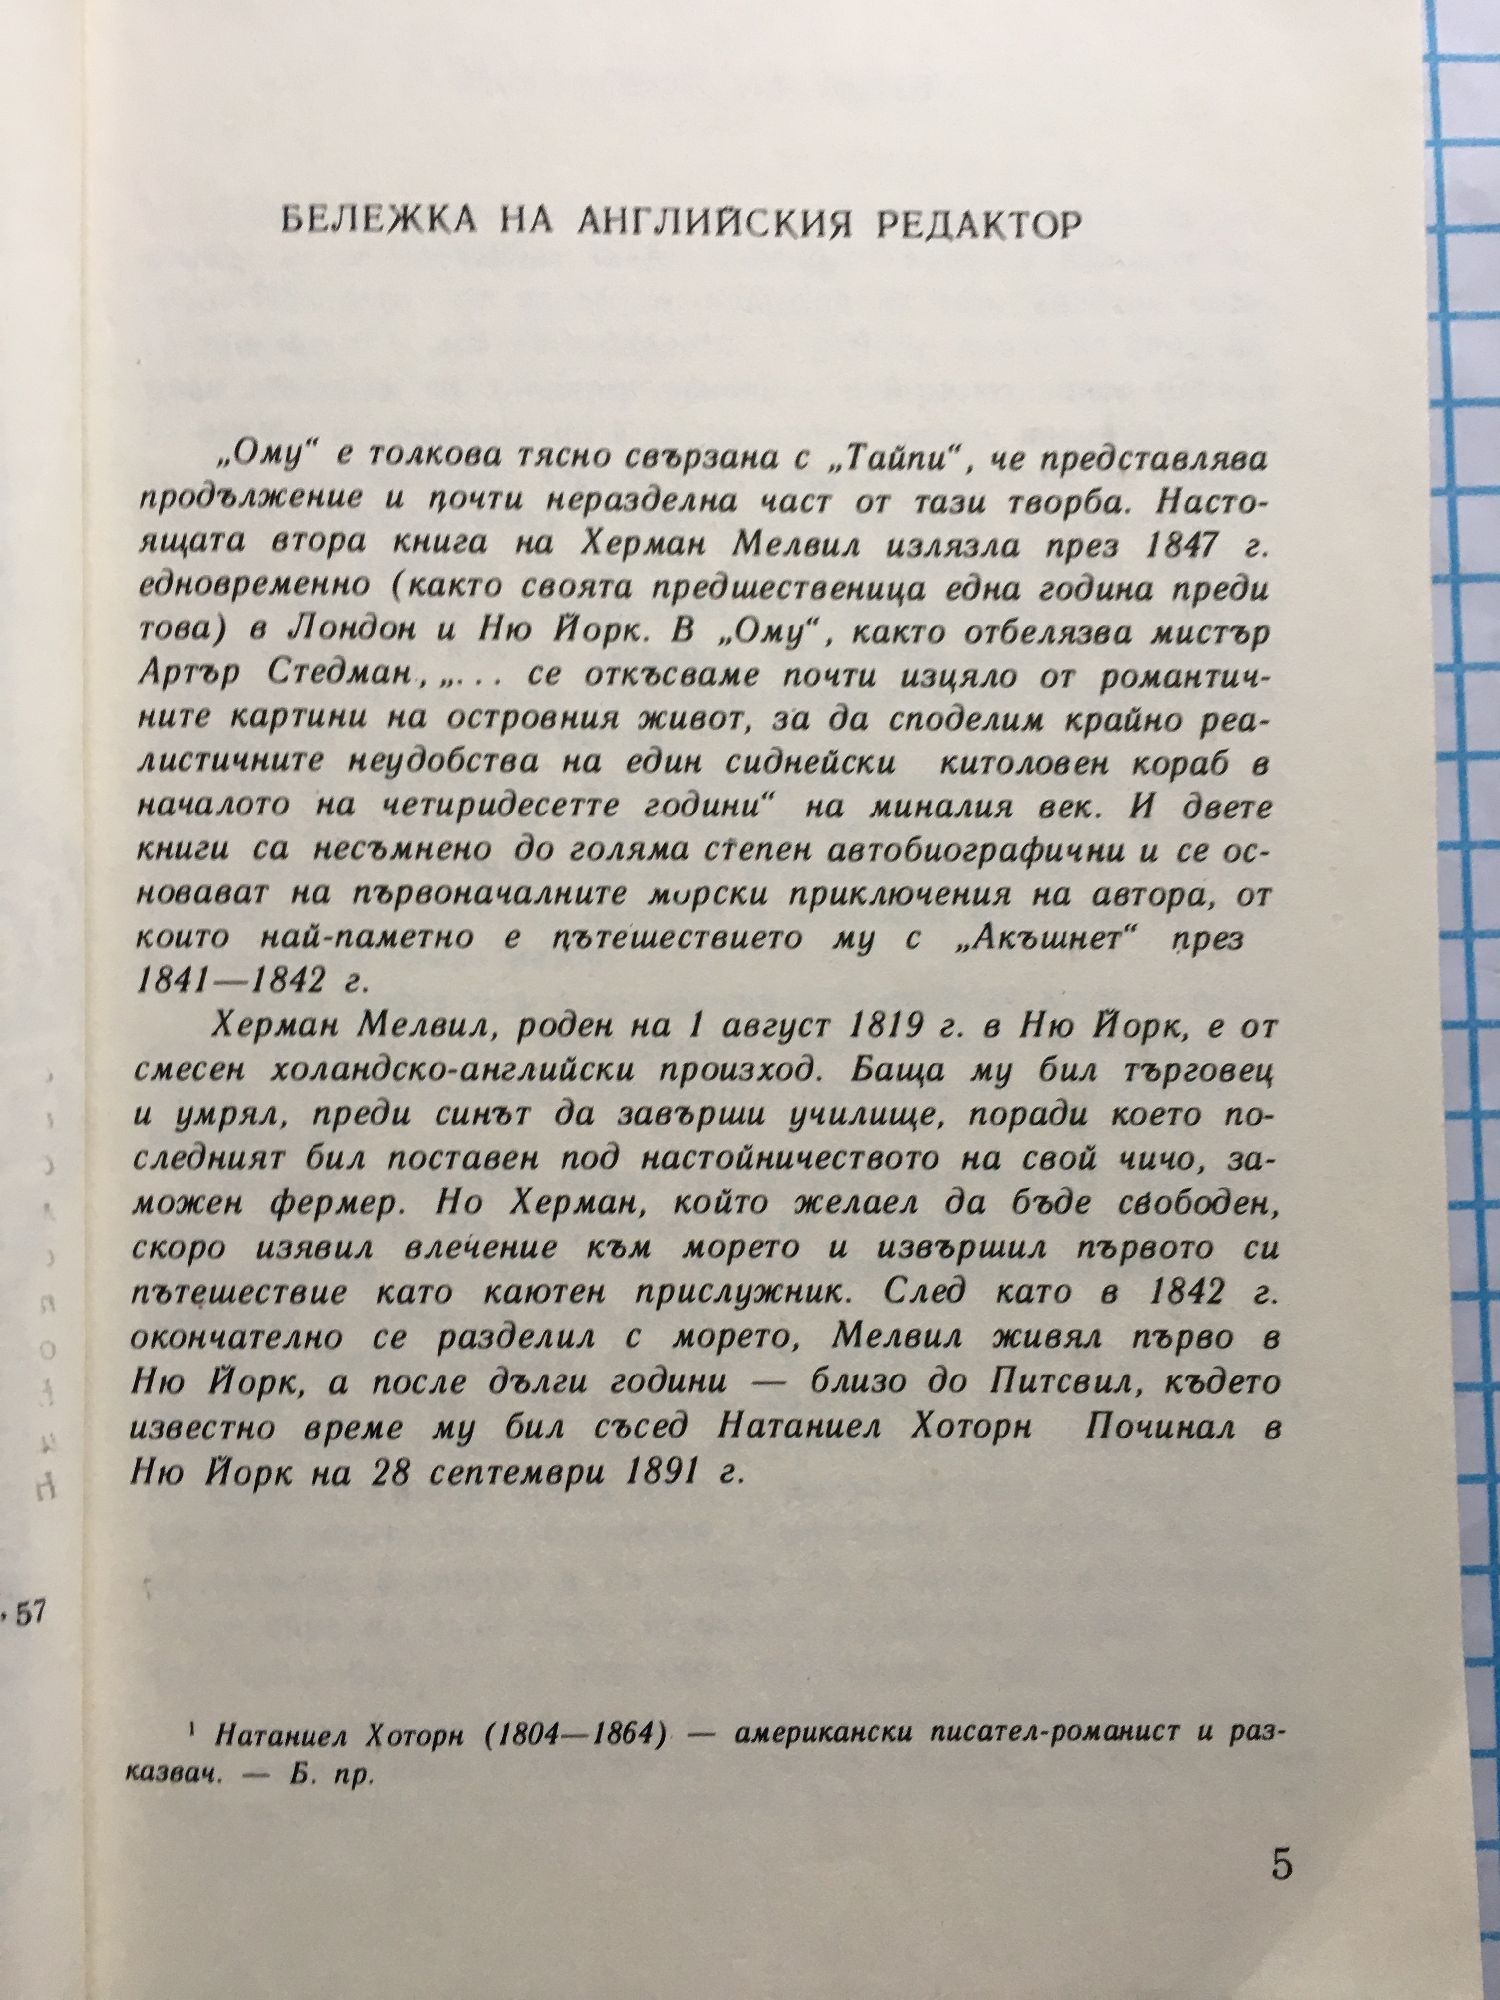 БЕЛЕЖКА НА АНГЛИЙСКИЯ РЕДАКТОР
„Ому“ е толкова тясно свързана с „Тайпи“, че представлява
продължение и почти неразделна част от тази творба. Насто-
ящата втора книга на Херман Мелвил излязла през 1847 г.
едновременно (както своята предшественица една година преди
това) в Лондон и Ню Йорк. В „Ому“, както отбелязва мистър
Артър Стедман, „... се откъсваме почти изцяло от романтич-
ните картини на островния живот, за да споделим крайно реа-
листичните неудобства на един сиднейски китоловен кораб в
началото на четиридесетте години“ на миналия век. И двете
книги са несъмнено до голяма степен автобиографични и се ос-
новават на първоначалните морски приключения на автора, от
които най-паметно е пътешествието му с „Акъшнет“ през
1841—1842 г.
Херман Мелвил, роден на 1 август 1819 г. в Ню Йорк, е от
смесен холандско-английски произход. Баща му бил търговец
и умрял, преди синът да завърши училище, поради което по-
следният бил поставен под настойничеството на свой чичо, за-
можен фермер. Но Херман, който желаел да бъде свободен,
скоро изявил влечение към морето и извършил първото си
пътешествие като каютен прислужник. След като в 1842 г.
окончателно се разделил с морето, Мелвил живял първо в
Ню Йорк, а после дълги години — близо до Питсвил, където
известно време му бил съсед Натаниел Хоторн Починал в
Ню Йорк на 28 септември 1891 г.
, 57
¹ Натаниел Хоторн (1804—1864) — американски писател-романист и раз-
казвач. — Б. пр.
5